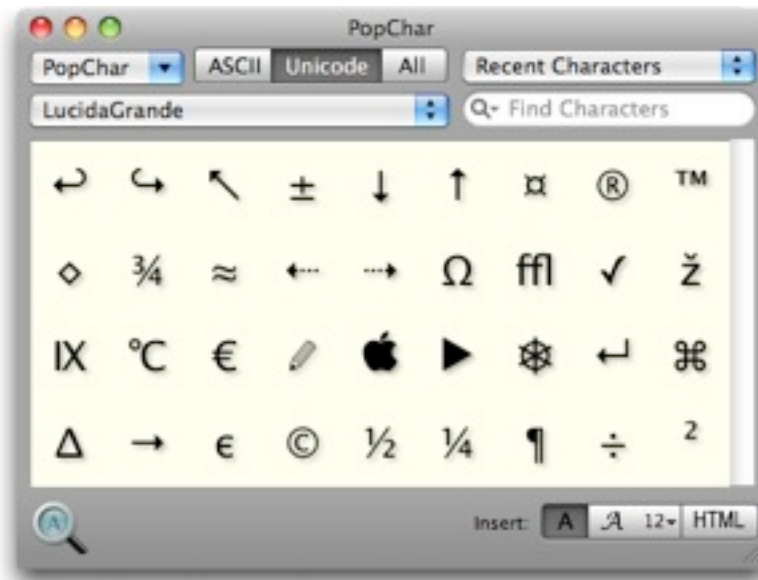 PopChar
PopChar ASCII Unicode All Recent Characters
LucidaGrande Find Characters
↩ ↪ ↖ ± ↓ ↑ ¤ ® ™
◇ ¾ ≈ ⇠ ⇢ Ω ffl ✓ ž
Ⅸ ℃ € ✎  ▶ ☸ ↵ ⌘
∆ → ϵ © ½ ¼ ¶ ÷ ²
Insert: A A 12 HTML